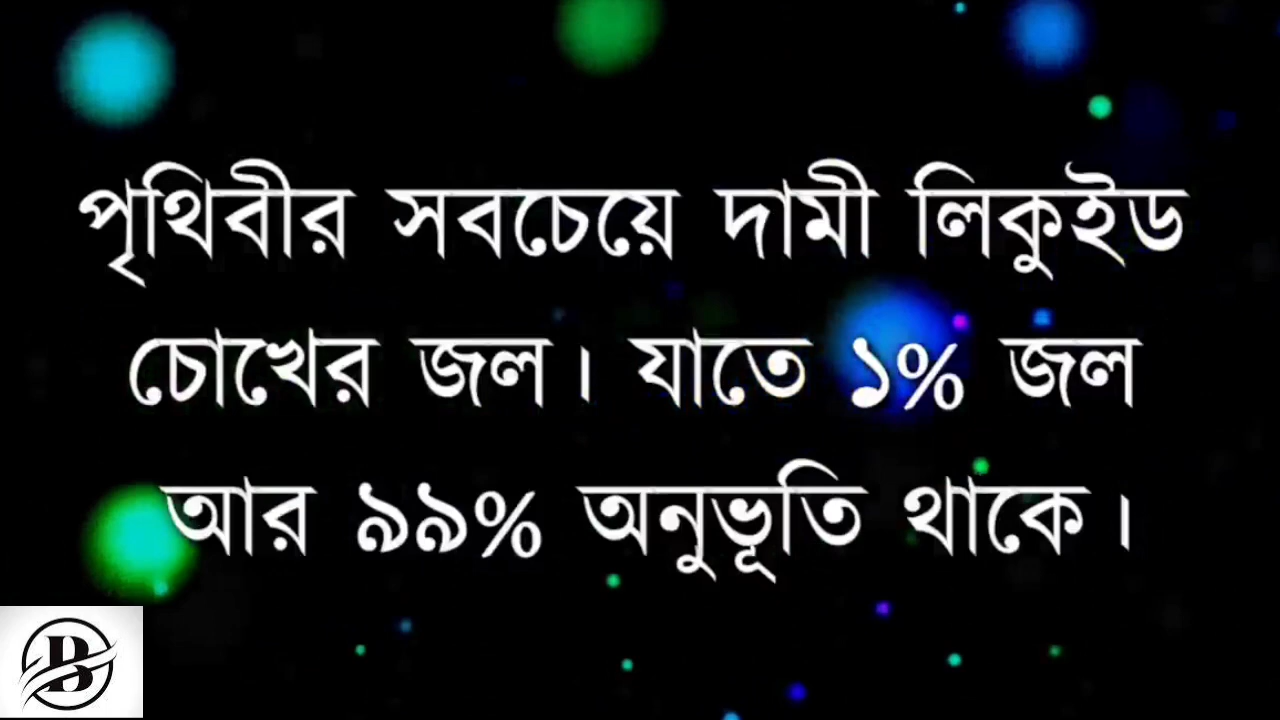 পৃথিবীর সবচেয়ে দামী লিকুইড
চোখের জল। যাতে ১% জল
আর ৯৯% অনুভূতি থাকে।
B